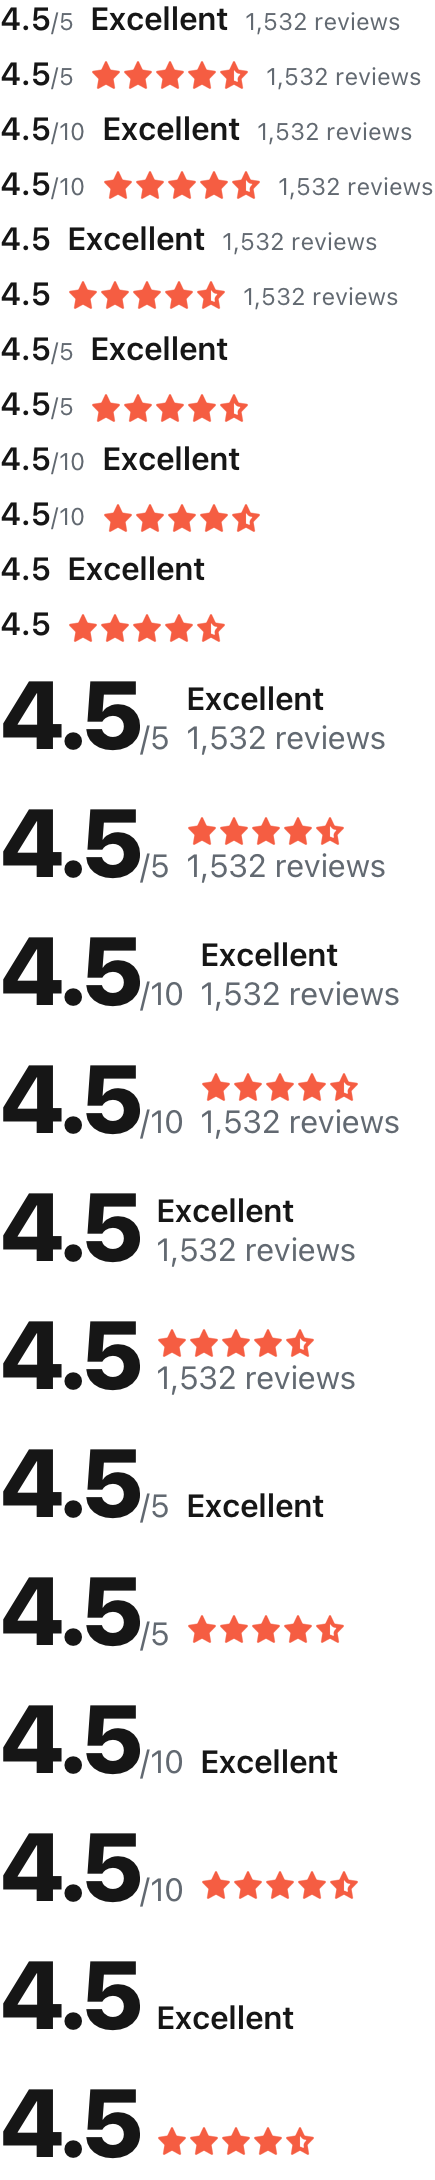 4.5/5 Excellent 1,532 reviews
4.5/5 1,532 reviews
4.5/10 Excellent 1,532 reviews
4.5/10 1,532 reviews
4.5 Excellent 1,532 reviews
4.5 1,532 reviews
4.5/5 Excellent
4.5/5
4.5/10 Excellent
4.5/10
4.5 Excellent
4.5
4.5/5 Excellent
1,532 reviews
4.5/5
1,532 reviews
4.5/10 Excellent
1,532 reviews
4.5/10
1,532 reviews
4.5 Excellent
1,532 reviews
4.5
1,532 reviews
4.5/5 Excellent
4.5/5
4.5/10 Excellent
4.5/10
4.5 Excellent
4.5